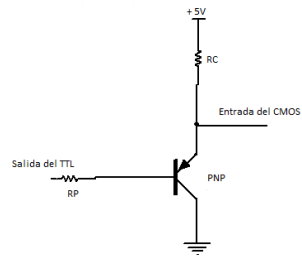 + 5V
RC
Entrada del CMOS
Salida del TTL
PNP
RP